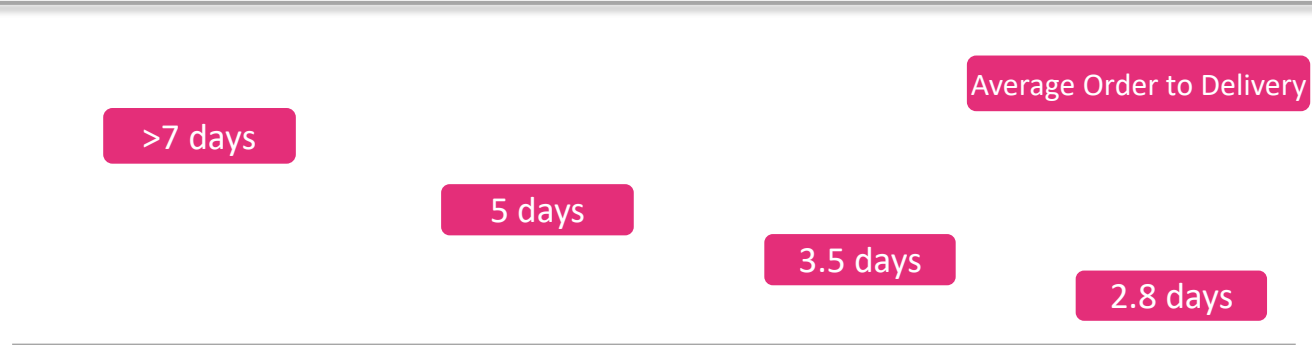 Average Order to Delivery
>7 days
5 days
3.5 days
2.8 days